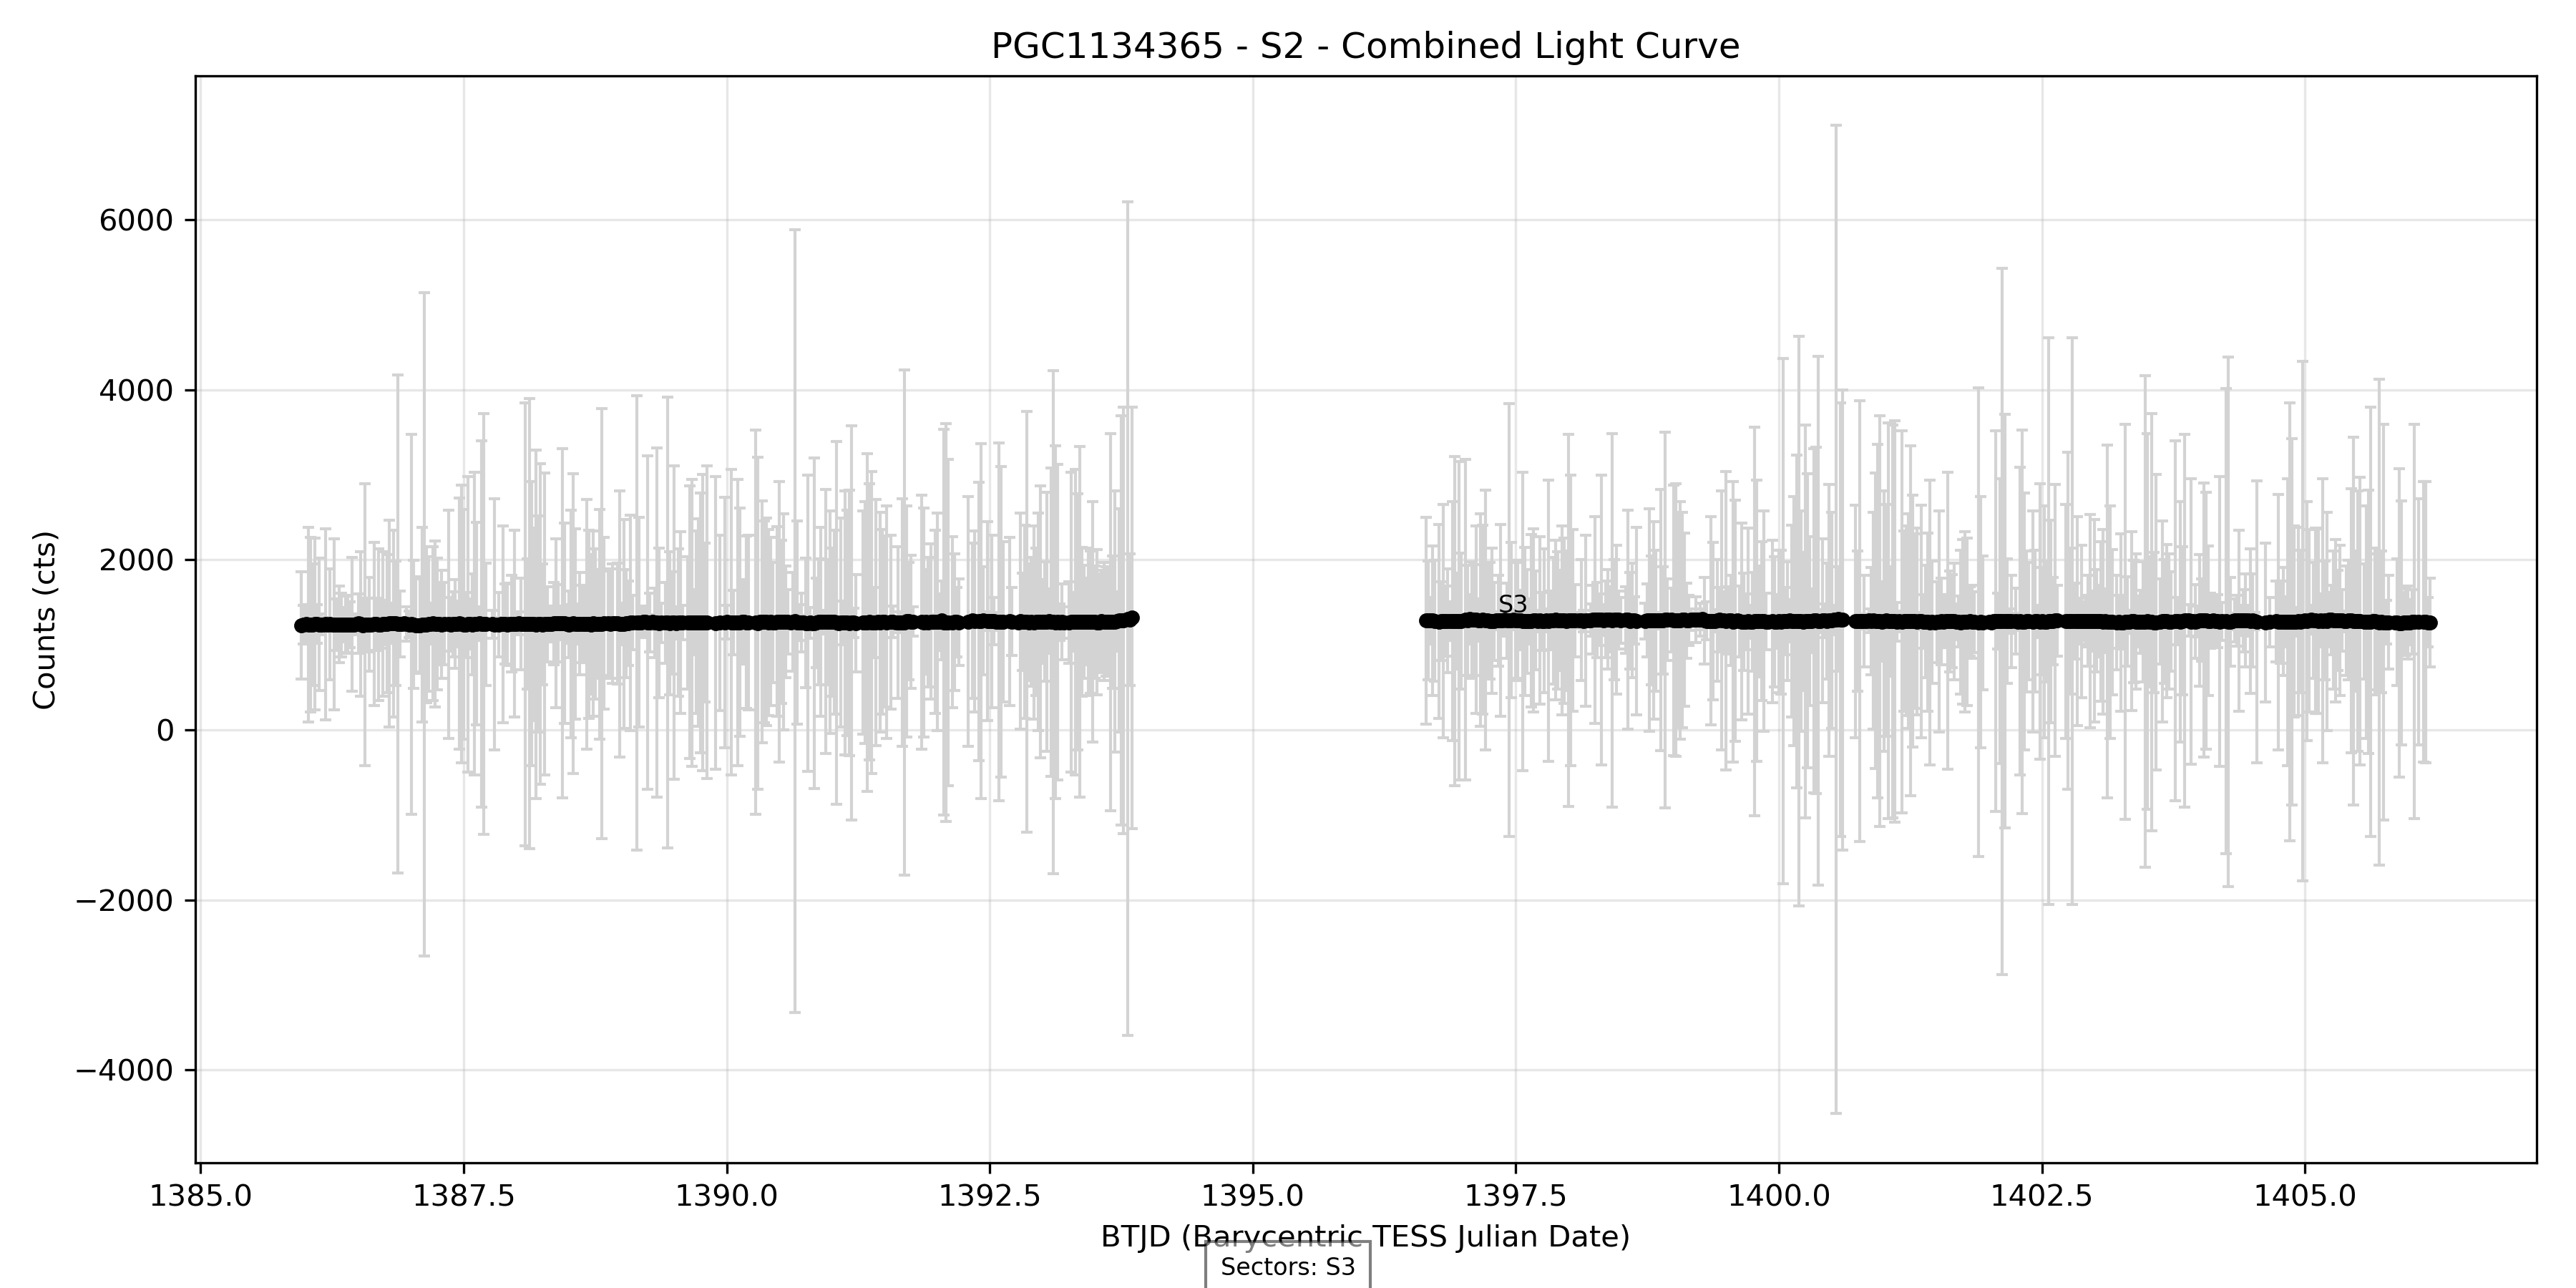 PGC1134365 - S2 - Combined Light Curve
Counts (cts)
6000
4000
2000
0
−2000
−4000
S3
1385.0 1387.5 1390.0 1392.5 1395.0 1397.5 1400.0 1402.5 1405.0
BTJD (Barycentric TESS Julian Date)
Sectors: S3